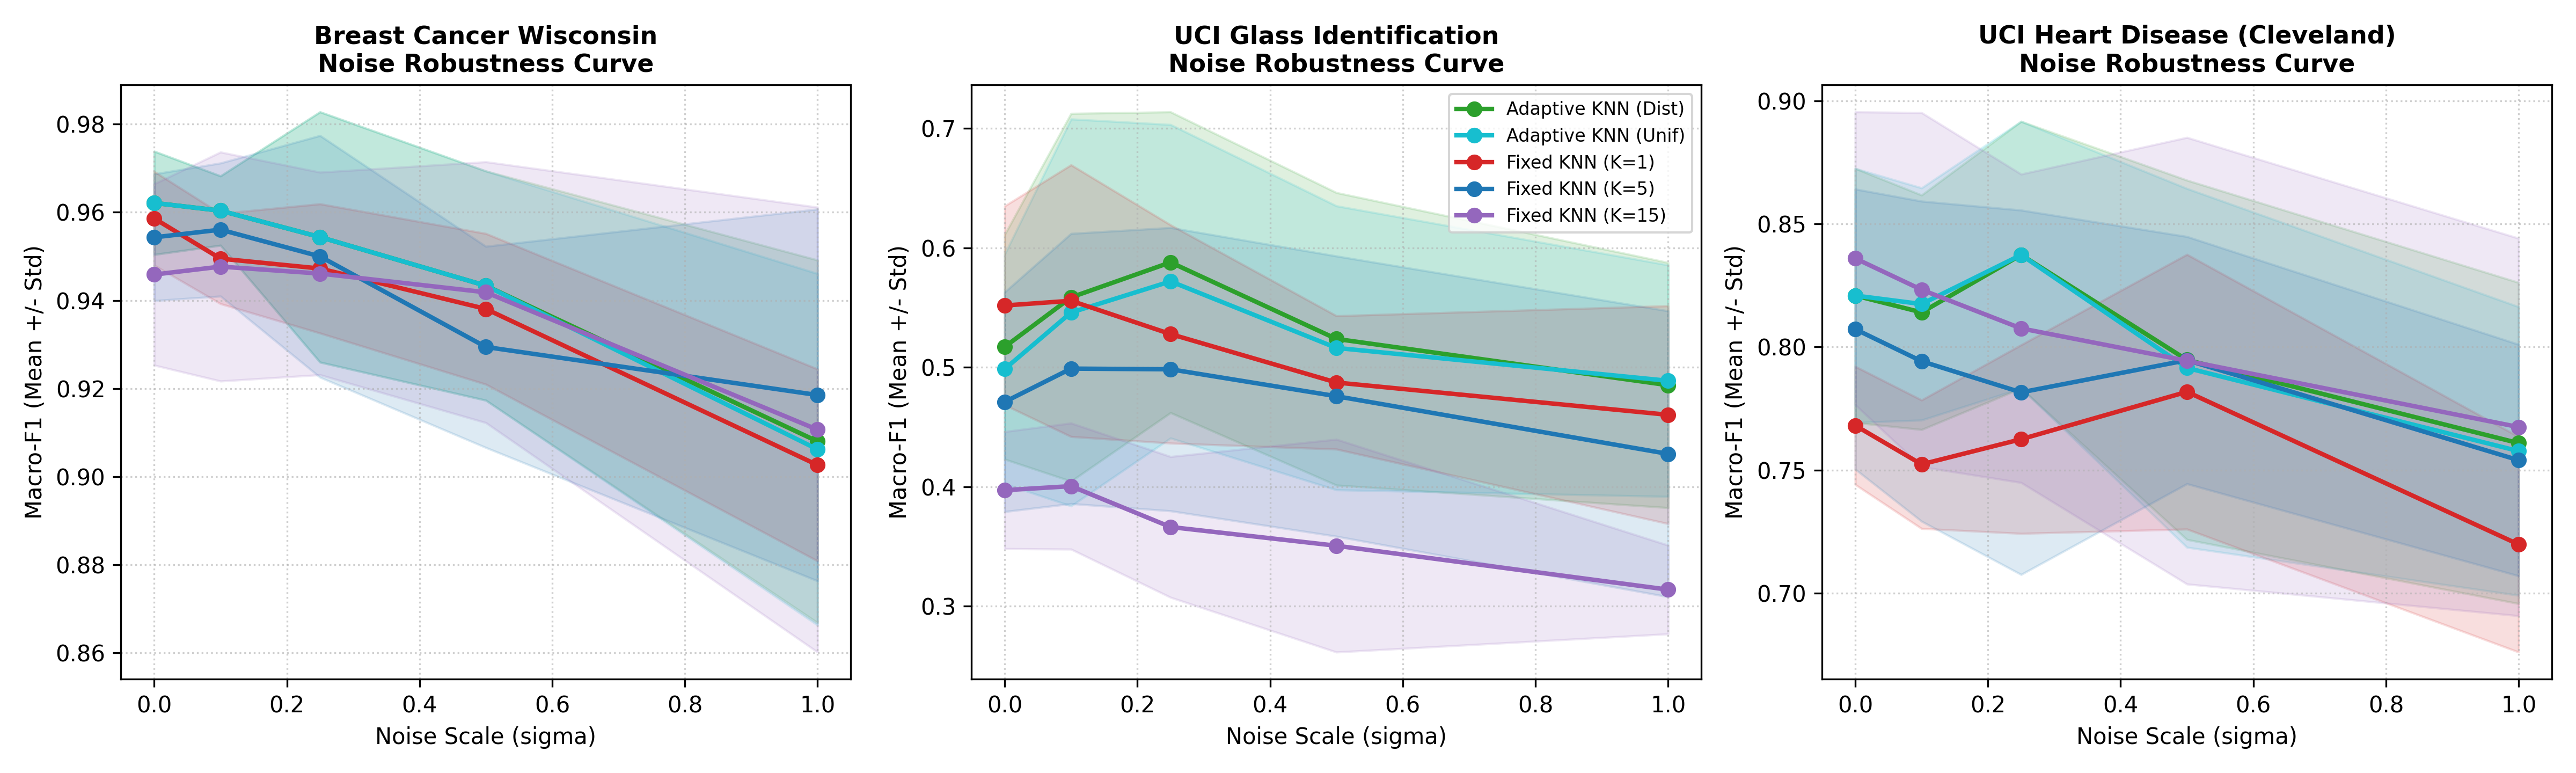 Breast Cancer Wisconsin
Noise Robustness Curve
Macro-F1 (Mean +/- Std)
0.98
0.96
0.94
0.92
0.90
0.88
0.86
0.0 0.2 0.4 0.6 0.8 1.0
Noise Scale (sigma)
UCI Glass Identification
Noise Robustness Curve
Macro-F1 (Mean +/- Std)
0.7
0.6
0.5
0.4
0.3
Adaptive KNN (Dist)
Adaptive KNN (Unif)
Fixed KNN (K=1)
Fixed KNN (K=5)
Fixed KNN (K=15)
0.0 0.2 0.4 0.6 0.8 1.0
Noise Scale (sigma)
UCI Heart Disease (Cleveland)
Noise Robustness Curve
Macro-F1 (Mean +/- Std)
0.90
0.85
0.80
0.75
0.70
0.0 0.2 0.4 0.6 0.8 1.0
Noise Scale (sigma)